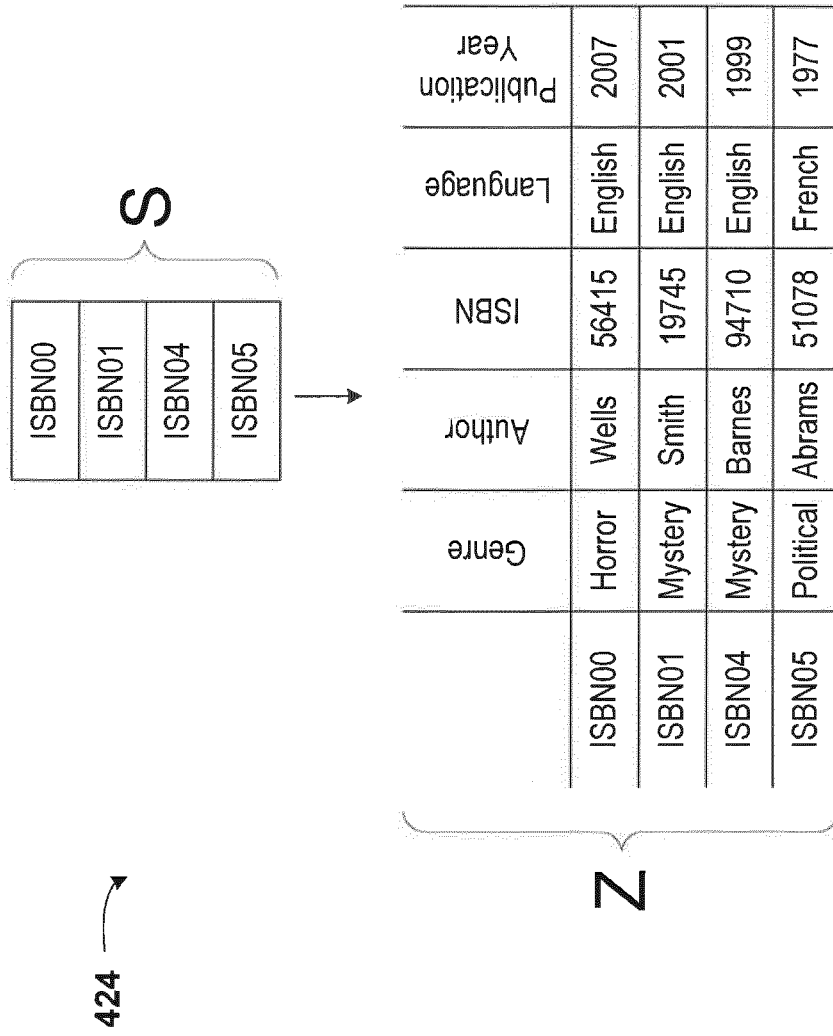 424
ISBN00
ISBN01
ISBN04
ISBN05
S
Genre Author ISBN Language Publication Year
ISBN00 Horror Wells 56415 English 2007
ISBN01 Mystery Smith 19745 English 2001
ISBN04 Mystery Barnes 94710 English 1999
ISBN05 Political Abrams 51078 French 1977
Z